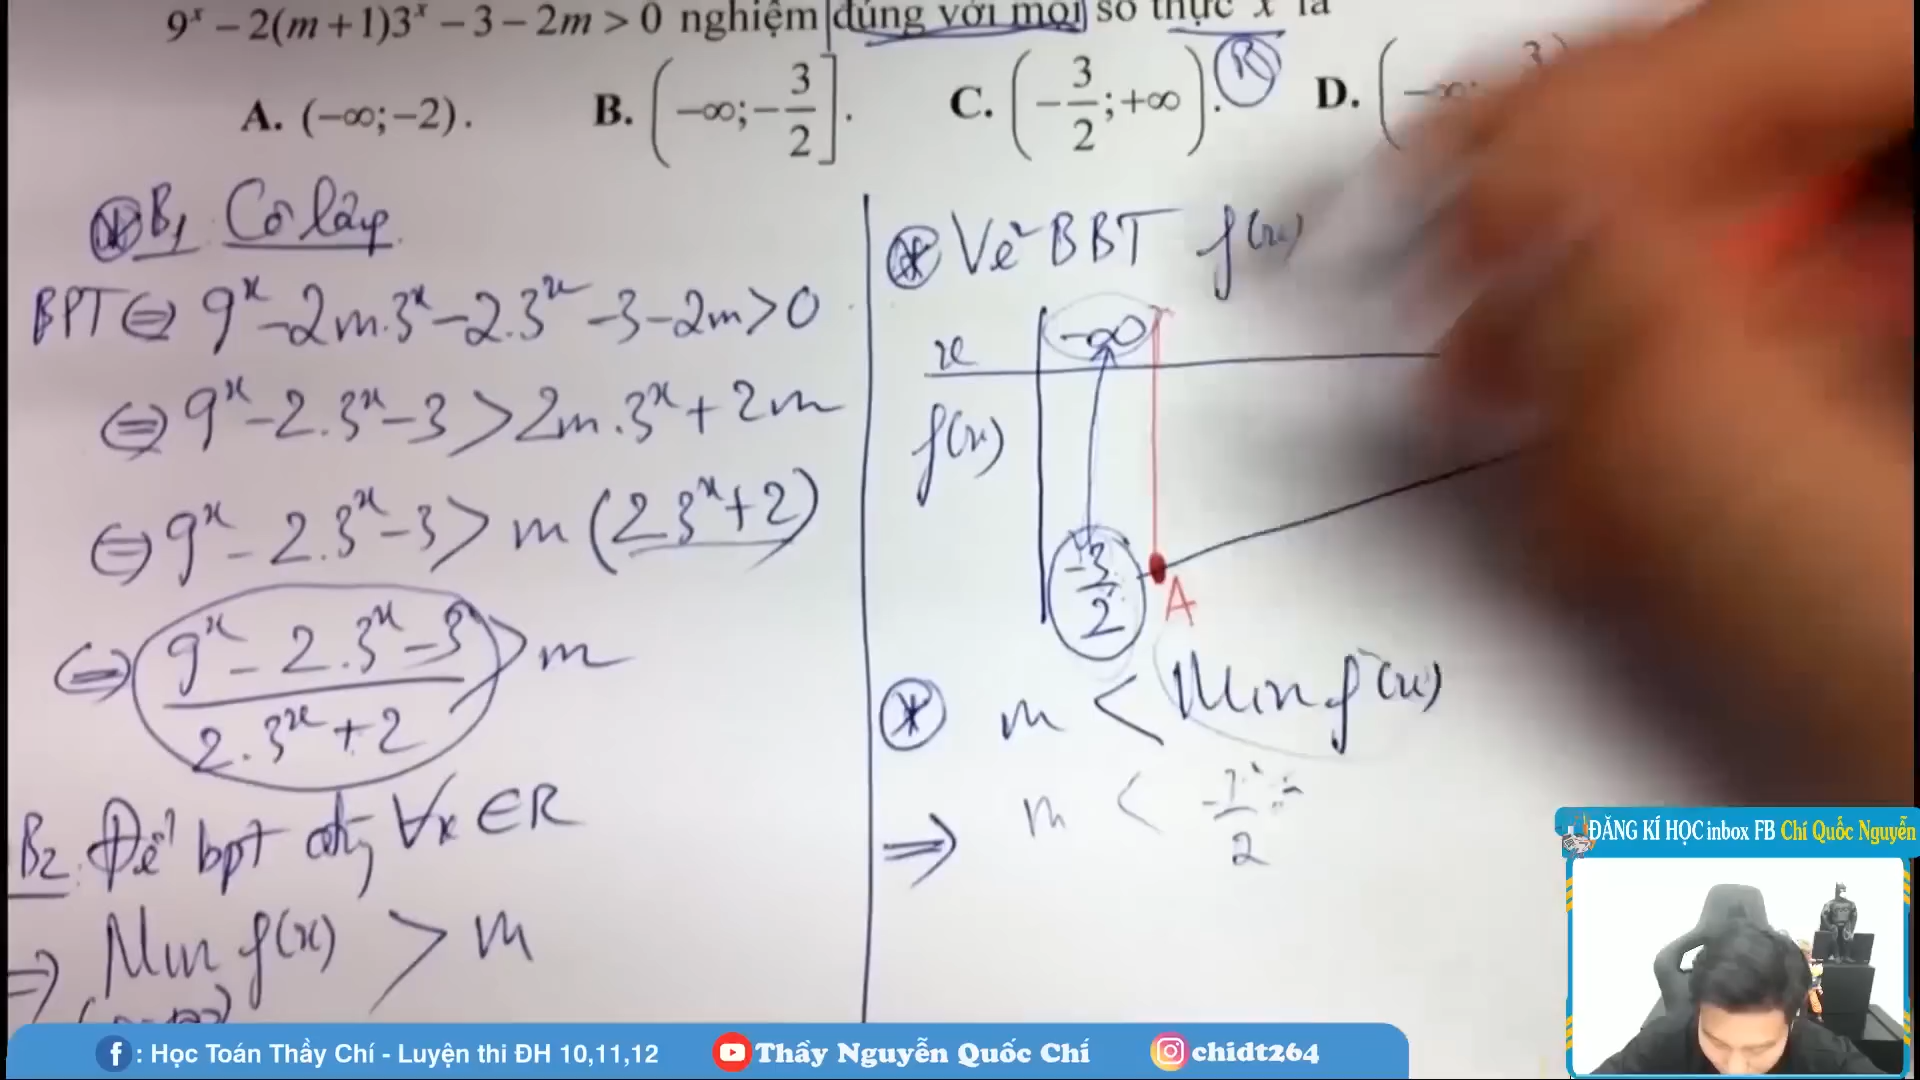 9ˣ − 2(m+1)3ˣ − 3 − 2m > 0 nghiệm đúng với mọi số thực x là
A. (−∞;−2).
B. (−∞;−3/2].
C. (−3/2;+∞).
R
D. (−∞;
B1 Cô lập
BPT ⇔ 9ˣ − 2m.3ˣ − 2.3ˣ − 3 − 2m > 0
⇔ 9ˣ − 2.3ˣ − 3 > 2m.3ˣ + 2m
⇔ 9ˣ − 2.3ˣ − 3 > m (2.3ˣ + 2)
⇔ (9ˣ − 2.3ˣ − 3)/(2.3ˣ + 2) > m
B2: Để bpt đúng ∀x ∈ R
⇒ Min f(x) > m
* Vẽ BBT f(x)
x −∞
f(x)
−3/2
A
* m < Min f(x)
⇒ m <
ĐĂNG KÍ HỌC inbox FB Chí Quốc Nguyễn
f : Học Toán Thầy Chí - Luyện thi ĐH 10,11,12
Thầy Nguyễn Quốc Chí
chidt264